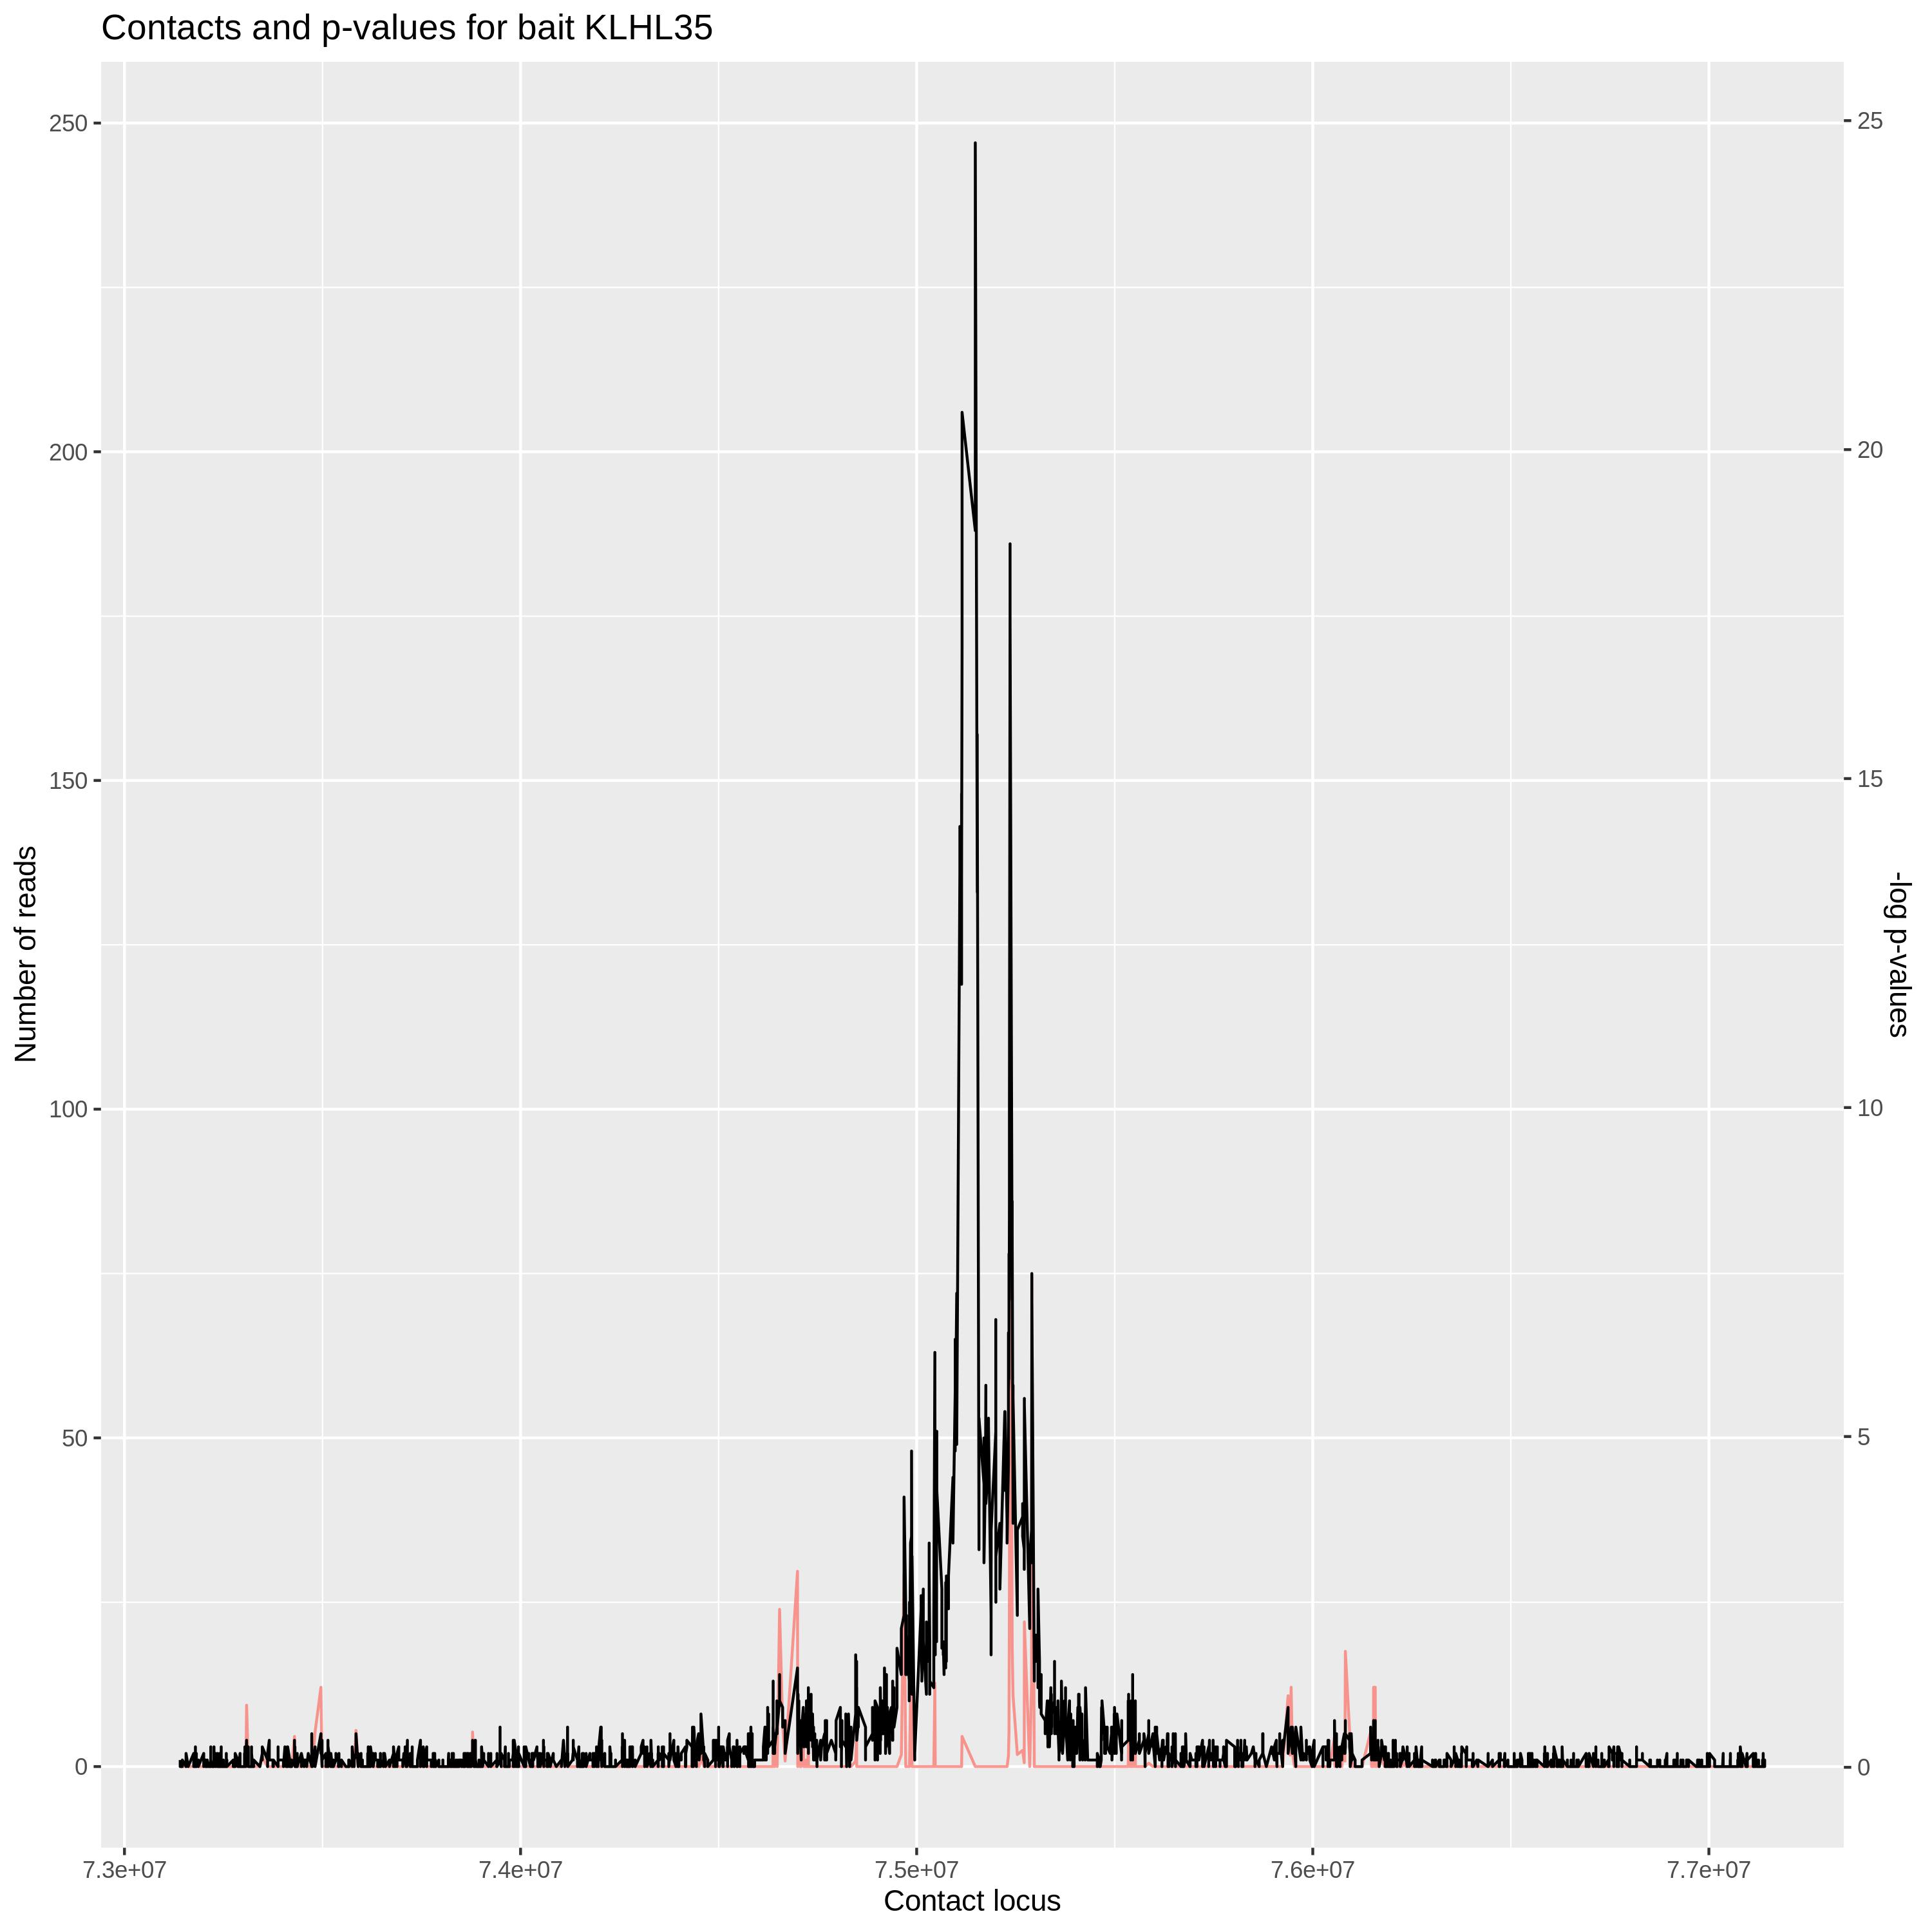 Contacts and p-values for bait KLHL35
250
200
150
100
50
0
Number of reads
25
20
15
10
5
0
-log p-values
7.3e+07
7.4e+07
7.5e+07
7.6e+07
7.7e+07
Contact locus